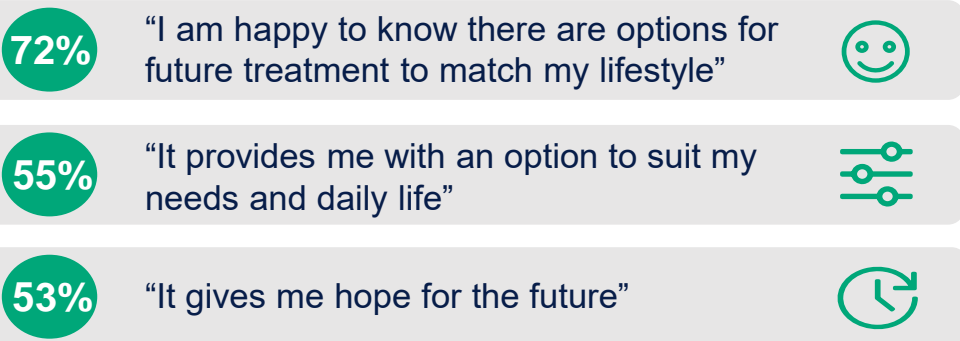 72%
“I am happy to know there are options for
future treatment to match my lifestyle”
55%
“It provides me with an option to suit my
needs and daily life”
53%
“It gives me hope for the future”